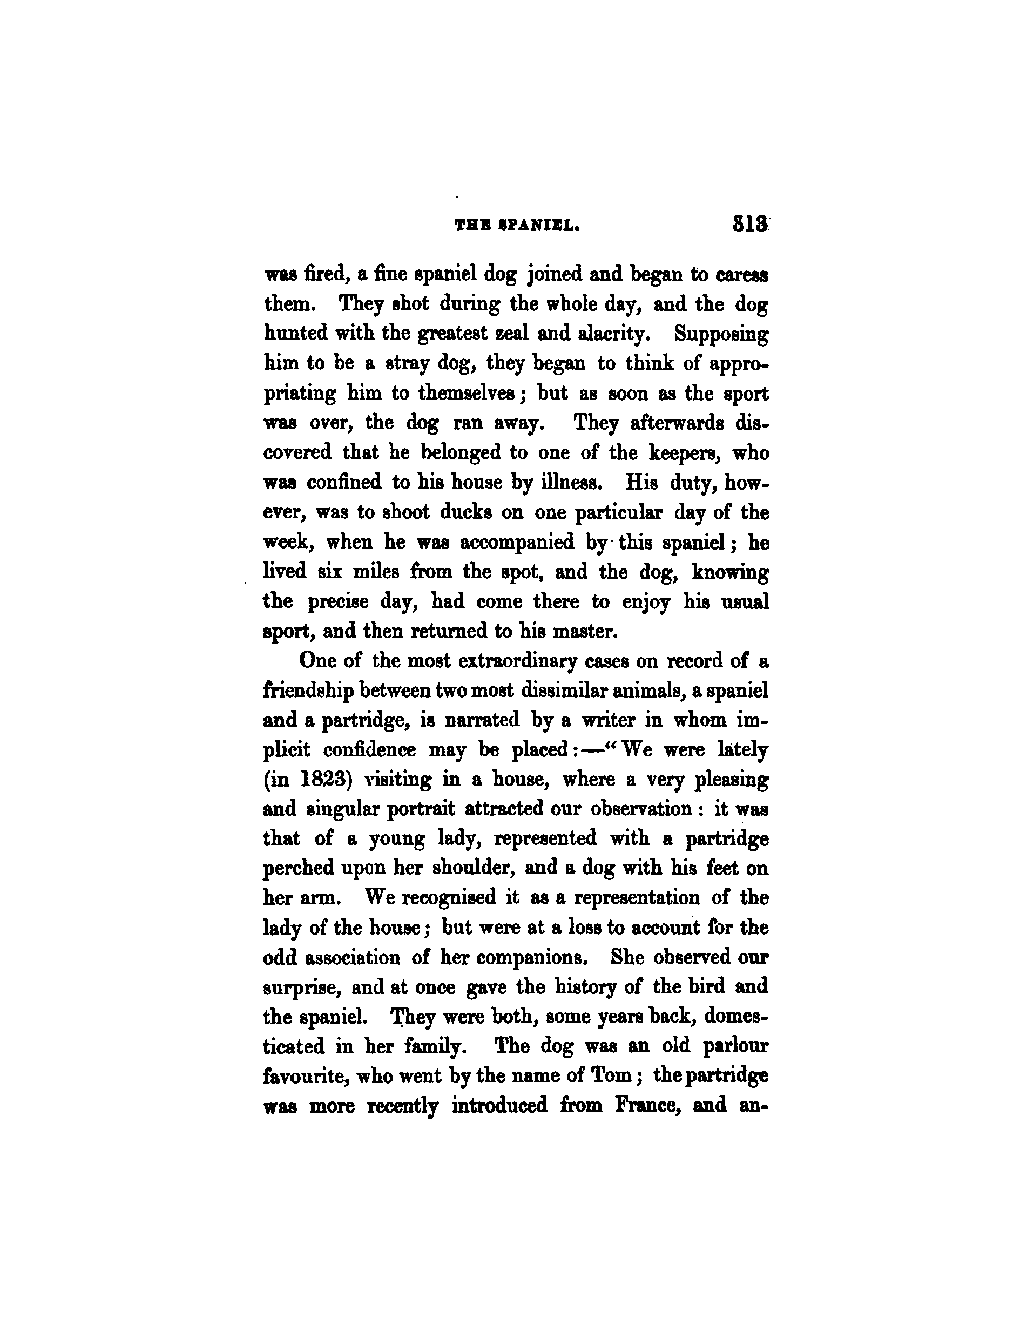 THE SPANIEL. 313
was fired, a fine spaniel dog joined and began to caress
them. They shot during the whole day, and the dog
hunted with the greatest zeal and alacrity. Supposing
him to be a stray dog, they began to think of appro-
priating him to themselves; but as soon as the sport
was over, the dog ran away. They afterwards dis-
covered that he belonged to one of the keepers, who
was confined to his house by illness. His duty, how-
ever, was to shoot ducks on one particular day of the
week, when he was accompanied by this spaniel; he
lived six miles from the spot, and the dog, knowing
the precise day, had come there to enjoy his usual
sport, and then returned to his master.
One of the most extraordinary cases on record of a
friendship between two most dissimilar animals, a spaniel
and a partridge, is narrated by a writer in whom im-
plicit confidence may be placed:—“We were lately
(in 1823) visiting in a house, where a very pleasing
and singular portrait attracted our observation: it was
that of a young lady, represented with a partridge
perched upon her shoulder, and a dog with his feet on
her arm. We recognised it as a representation of the
lady of the house; but were at a loss to account for the
odd association of her companions. She observed our
surprise, and at once gave the history of the bird and
the spaniel. They were both, some years back, domes-
ticated in her family. The dog was an old parlour
favourite, who went by the name of Tom; the partridge
was more recently introduced from France, and an-